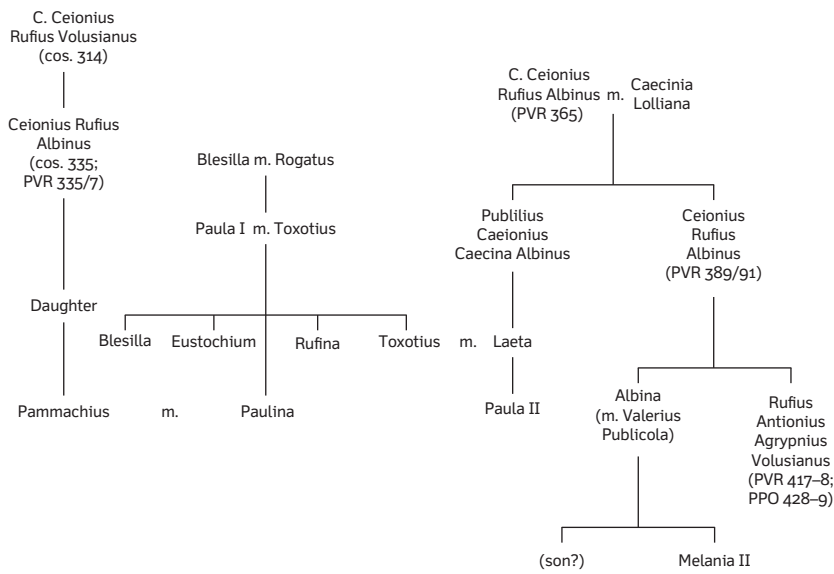 C. Ceionius
Rufius Volusianus
(cos. 314)
Ceionius Rufius
Albinus
(cos. 335;
PVR 335/7)
Daughter
Blesilla m. Rogatus
Paula I m. Toxotius
Blesilla Eustochium Rufina Toxotius m. Laeta
Pammachius m. Paulina
C. Ceionius
Rufius Albinus m.
(PVR 365)
Caecinia
Lolliana
Publilius
Caeionius
Caecina Albinus
Ceionius
Rufius
Albinus
(PVR 389/91)
Paula II
Albina
(m. Valerius
Publicola)
Rufius
Antionius
Agrypnius
Volusianus
(PVR 417–8;
PPO 428–9)
(son?)
Melania II